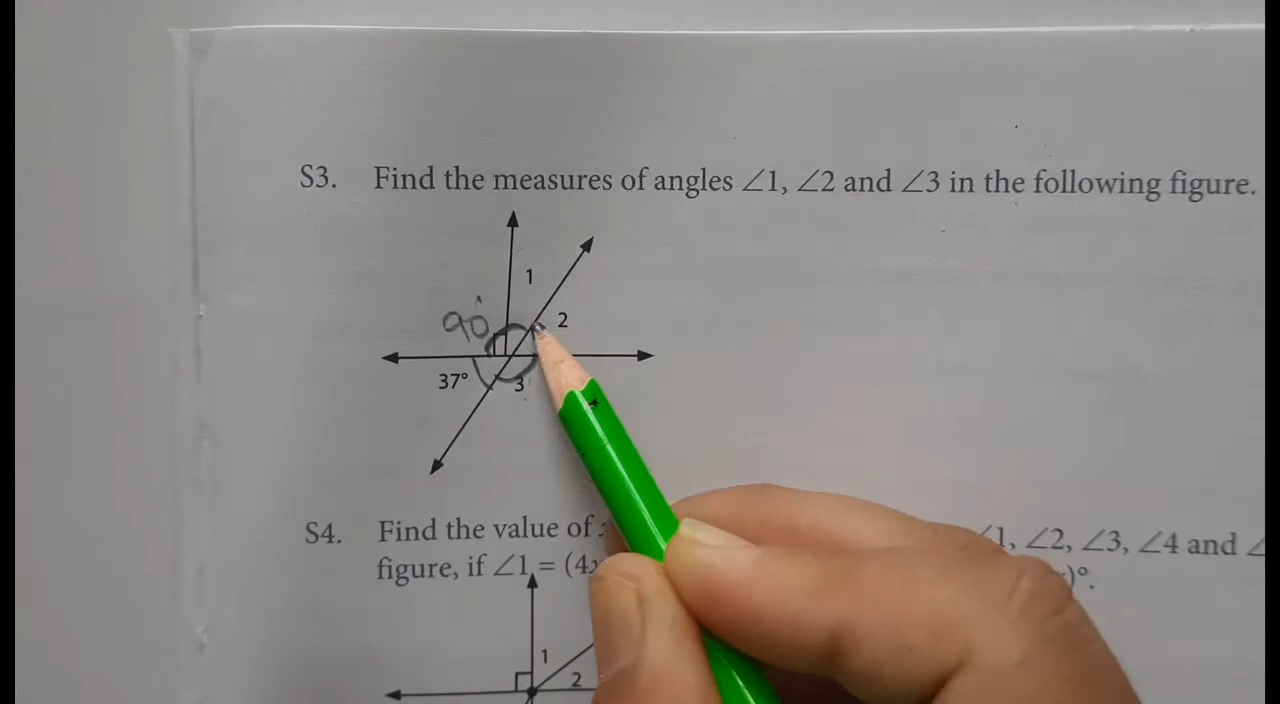 S3. Find the measures of angles ∠1, ∠2 and ∠3 in the following figure.
1
90°
2
37°
3
S4. Find the value of ∠1, ∠2, ∠3, ∠4 and ∠
figure, if ∠1 = (4x )°.
1
2